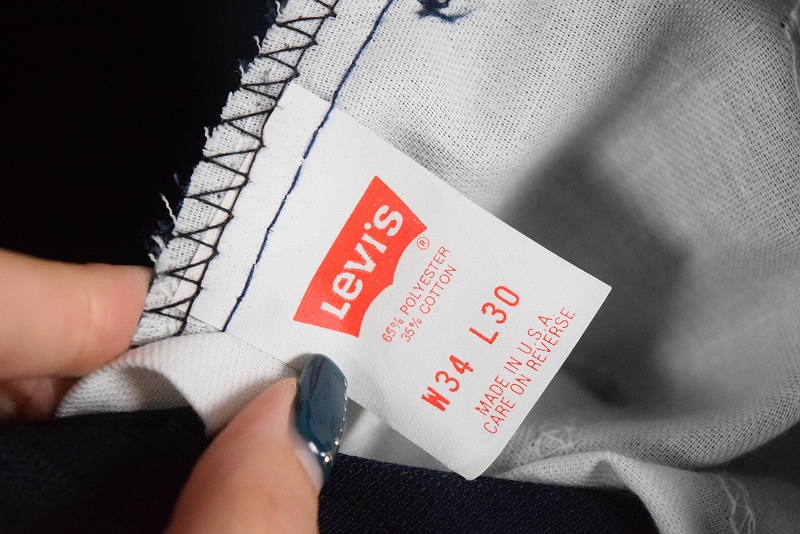 Levi's®
65% POLYESTER
35% COTTON
W34 L30
MADE IN U.S.A.
CARE ON REVERSE